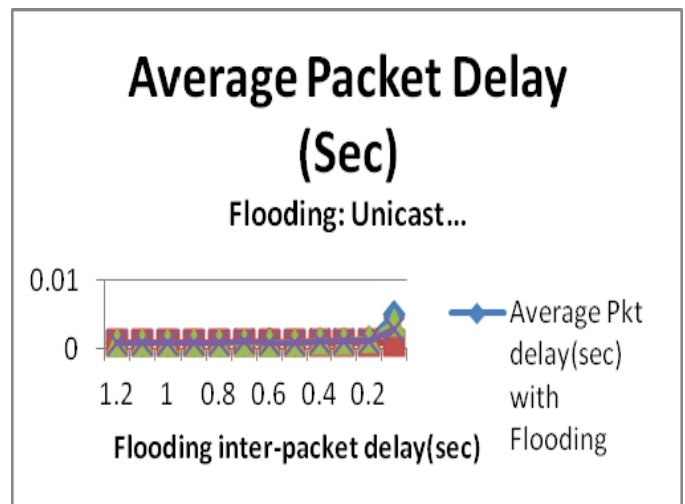 Average Packet Delay
(Sec)
Flooding: Unicast...
0.01
0
1.2 1 0.8 0.6 0.4 0.2
Flooding inter-packet delay(sec)
Average Pkt
delay(sec)
with
Flooding